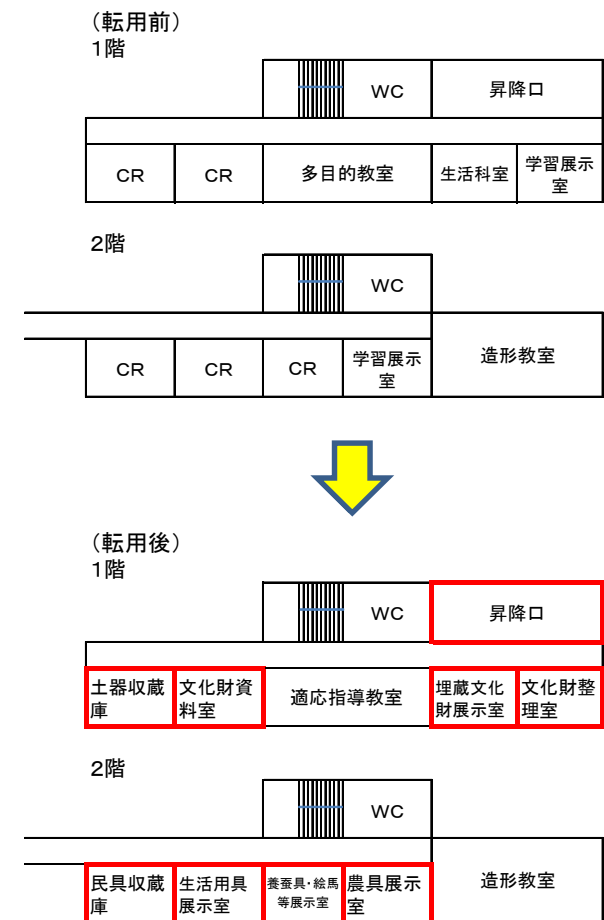 （転用前）
1階
WC
昇降口
CR
CR
多目的教室
生活科室
学習展示
室
2階
WC
CR
CR
CR
学習展示
室
造形教室
（転用後）
1階
WC
昇降口
土器収蔵
庫
文化財資
料室
適応指導教室
埋蔵文化
財展示室
文化財整
理室
2階
WC
民具収蔵
庫
生活用具
展示室
養蚕具・絵馬
等展示室
農具展示
室
造形教室